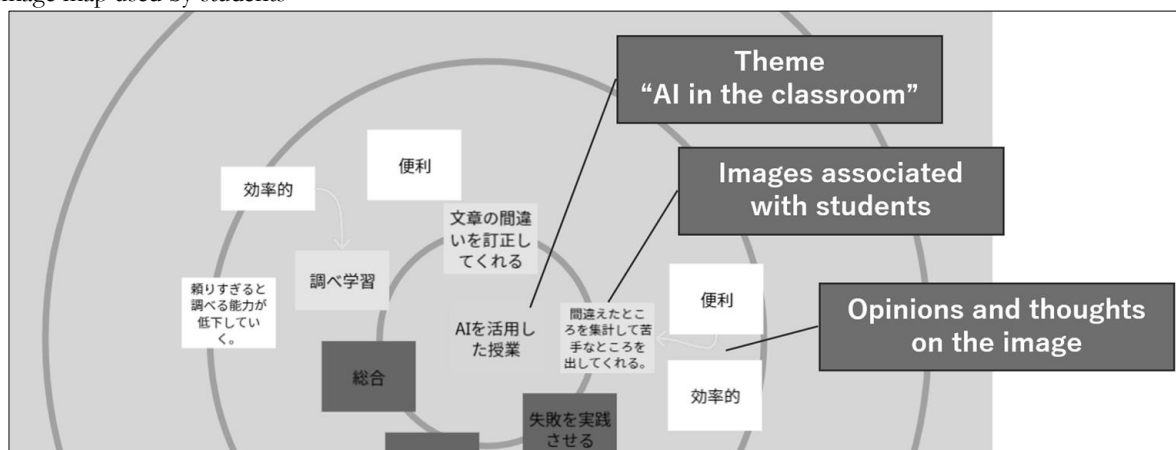 image map used by students
Theme
“AI in the classroom”
Images associated
with students
Opinions and thoughts
on the image
便利
効率的
文章の間違
いを訂正し
てくれる
調べ学習
頼りすぎると
調べる能力が
低下してい
く。
AIを活用し
た授業
間違えたとこ
ろを集計して苦
手なところを
出してくれる。
便利
効率的
総合
失敗を実践
させる